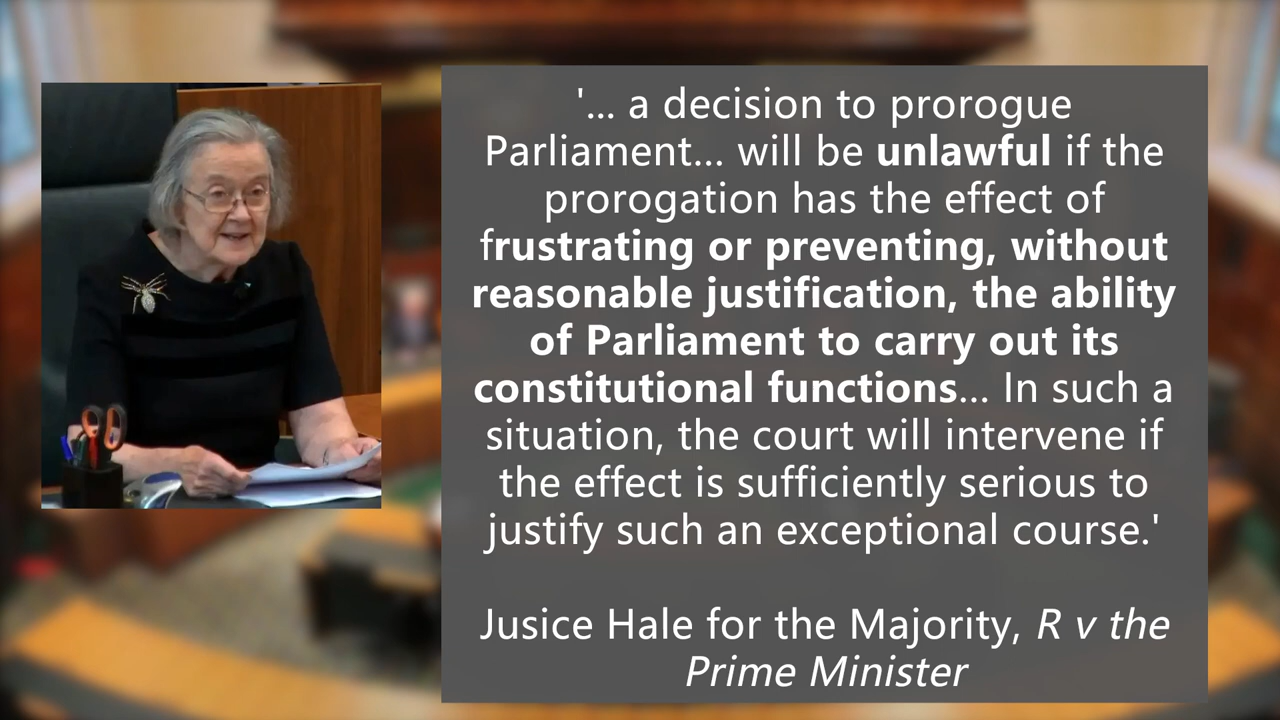 '... a decision to prorogue
Parliament... will be unlawful if the
prorogation has the effect of
frustrating or preventing, without
reasonable justification, the ability
of Parliament to carry out its
constitutional functions... In such a
situation, the court will intervene if
the effect is sufficiently serious to
justify such an exceptional course.'
Jusice Hale for the Majority, R v the
Prime Minister